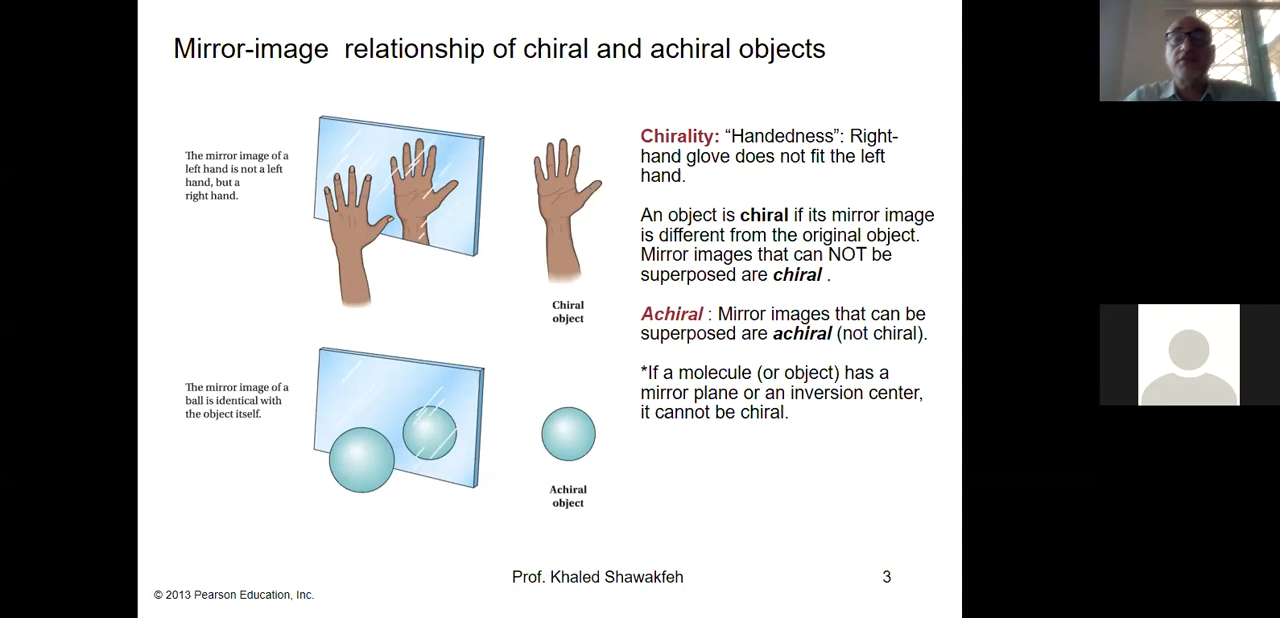 Mirror-image relationship of chiral and achiral objects
The mirror image of a
left hand is not a left
hand, but a
right hand.
Chiral
object
Chirality: “Handedness”: Right-
hand glove does not fit the left
hand.
An object is chiral if its mirror image
is different from the original object.
Mirror images that can NOT be
superposed are chiral .
Achiral : Mirror images that can be
superposed are achiral (not chiral).
*If a molecule (or object) has a
mirror plane or an inversion center,
it cannot be chiral.
The mirror image of a
ball is identical with
the object itself.
Achiral
object
Prof. Khaled Shawakfeh
3
© 2013 Pearson Education, Inc.